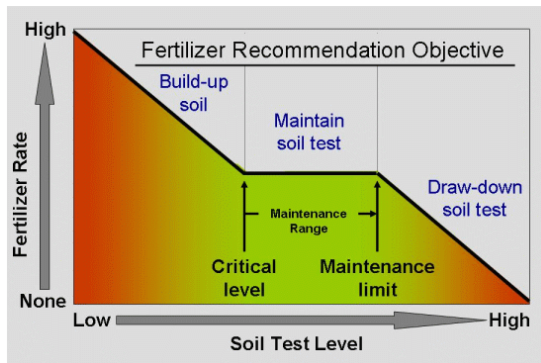 High
Fertilizer Recommendation Objective
Build-up
soil
Maintain
soil test
Draw-down
soil test
Fertilizer Rate
Maintenance
Range
Critical
level
Maintenance
limit
None
Low
High
Soil Test Level